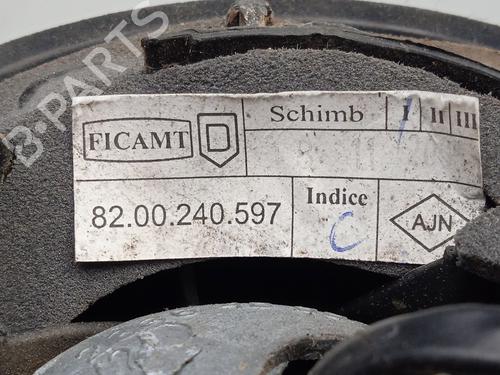 B-PARTS
FICAMT
D
Schimb
I
II
III
82.00.240.597
Indice
C
AJN